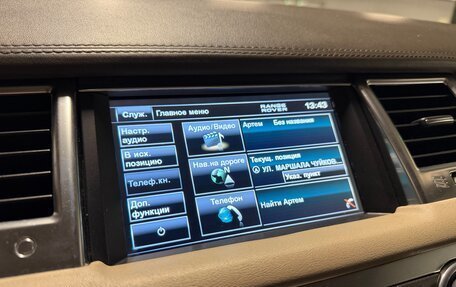 Служ. Главное меню RANGE ROVER 13:43
Настр. аудио
В исх. позицию
Телеф.кн.
Доп. функции
Аудио/Видео
Артем Без названия
Нав.на дороге
Текущ. позиция
УЛ. МАРШАЛА ЧУЙКОВ...
Указ. пункт
Телефон
Найти Артем